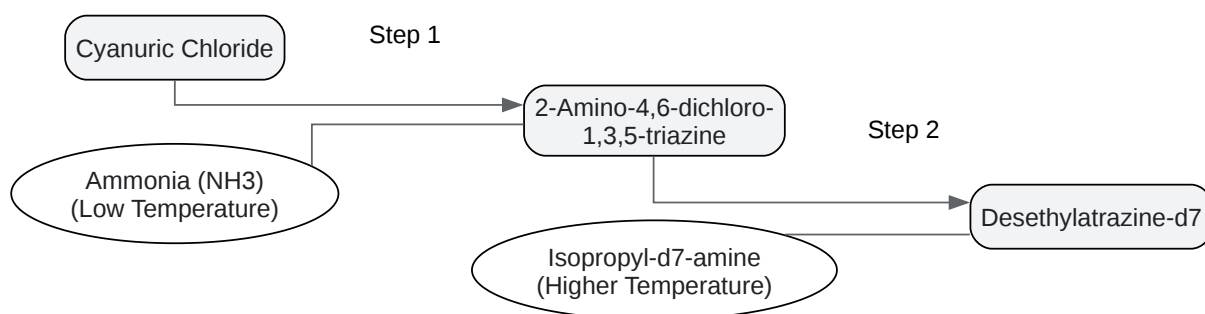 Step 1
Cyanuric Chloride
2-Amino-4,6-dichloro-
1,3,5-triazine
Step 2
Ammonia (NH3)
(Low Temperature)
Desethylatrazine-d7
Isopropyl-d7-amine
(Higher Temperature)